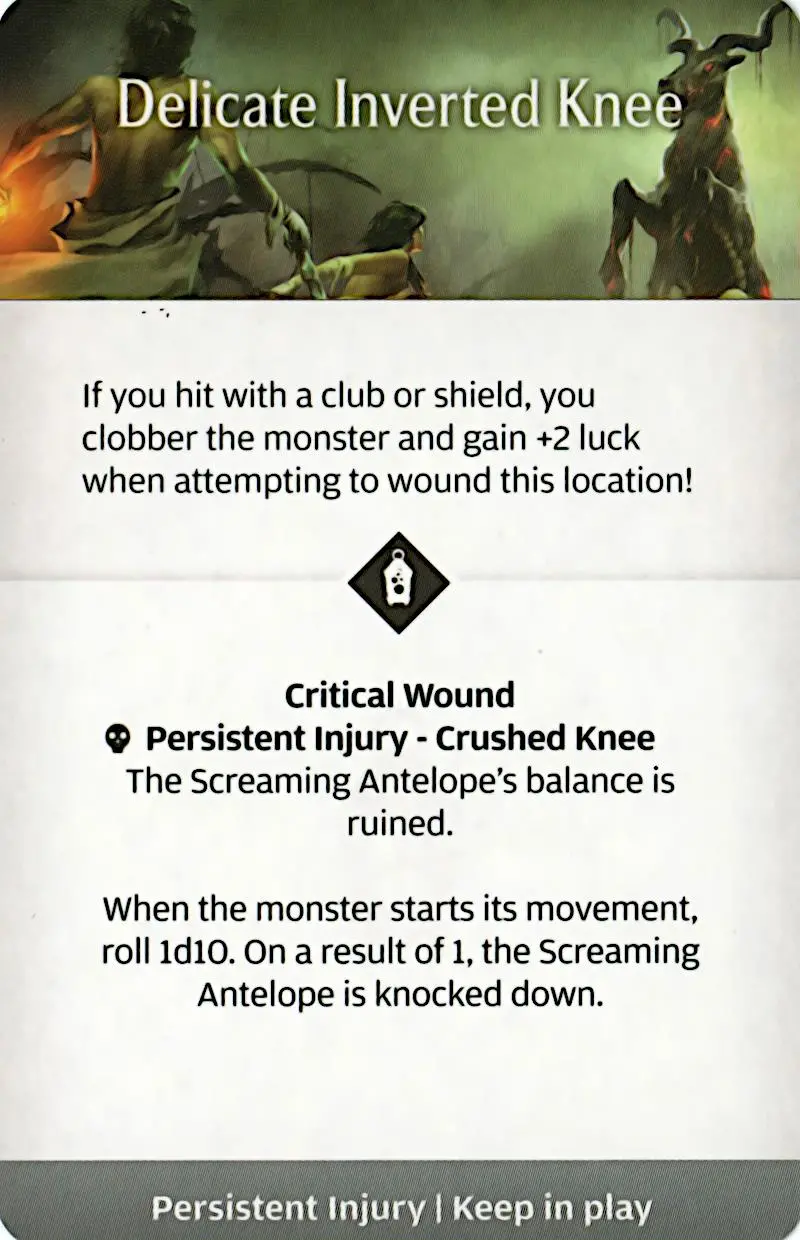 Delicate Inverted Knee
If you hit with a club or shield, you
clobber the monster and gain +2 luck
when attempting to wound this location!
Critical Wound
Persistent Injury - Crushed Knee
The Screaming Antelope's balance is
ruined.
When the monster starts its movement,
roll 1d10. On a result of 1, the Screaming
Antelope is knocked down.
Persistent Injury | Keep in play